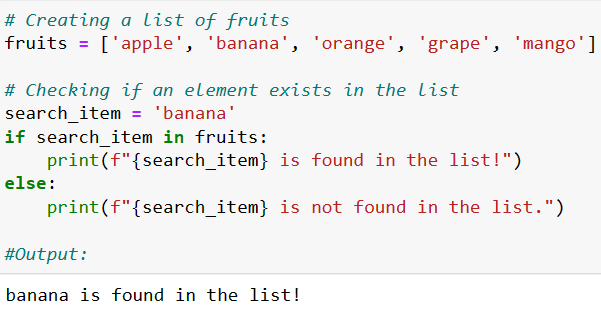 # Creating a list of fruits
fruits = ['apple', 'banana', 'orange', 'grape', 'mango']
# Checking if an element exists in the list
search_item = 'banana'
if search_item in fruits:
    print(f"{search_item} is found in the list!")
else:
    print(f"{search_item} is not found in the list.")
#Output:
banana is found in the list!